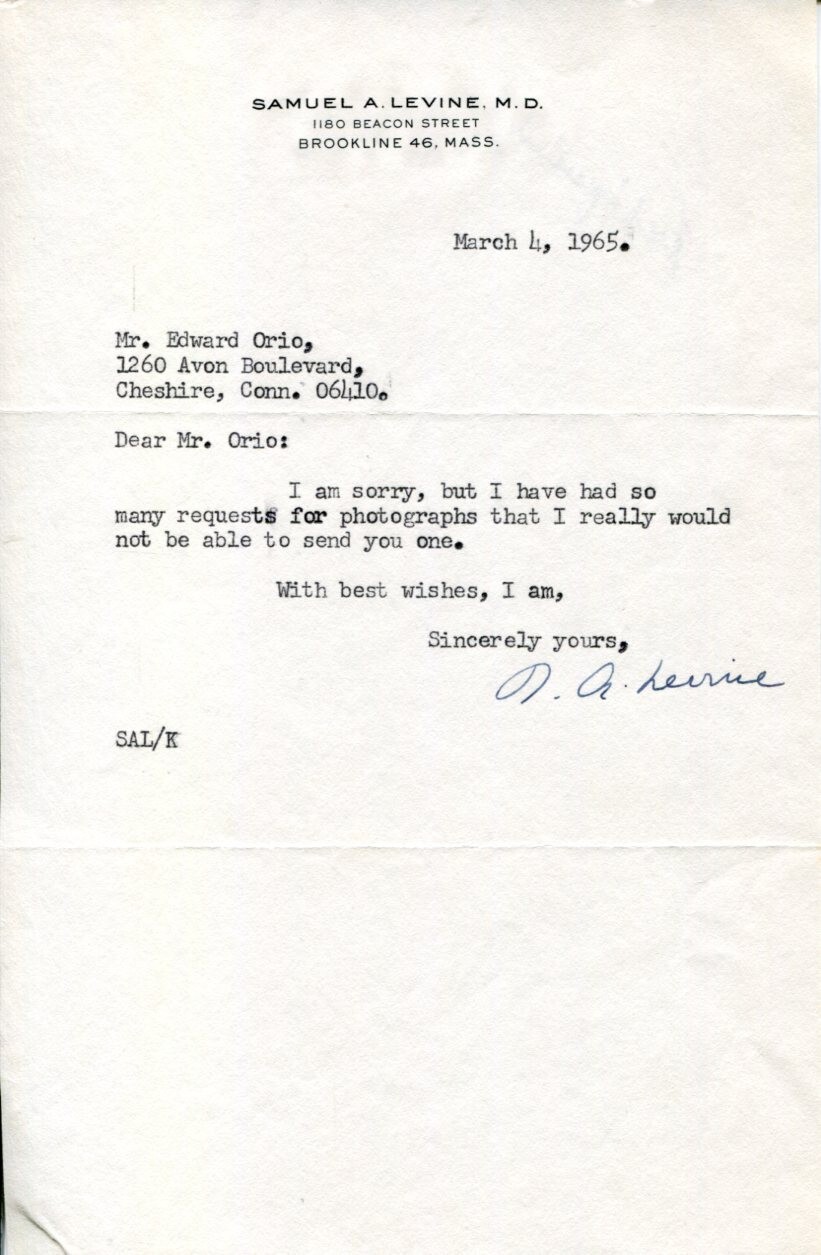 SAMUEL A. LEVINE, M. D.
1180 BEACON STREET
BROOKLINE 46, MASS.
March 4, 1965.
Mr. Edward Orio,
1260 Avon Boulevard,
Cheshire, Conn. 06410.
Dear Mr. Orio:
I am sorry, but I have had so
many requests for photographs that I really would
not be able to send you one.
With best wishes, I am,
Sincerely yours,
S. A. Levine
SAL/K